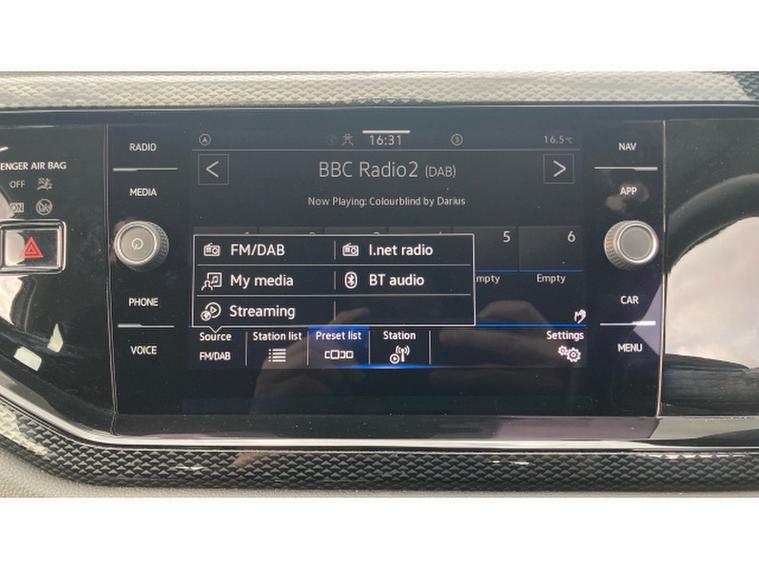 RADIO
MEDIA
PHONE
VOICE
ENGER AIR BAG
OFF
ON
16:31
3
16.5°C
BBC Radio2 (DAB)
Now Playing: Colourblind by Darius
5
6
mpty
Empty
FM/DAB
I.net radio
My media
BT audio
Streaming
Source
Station list
Preset list
Station
Settings
FM/DAB
NAV
APP
CAR
MENU